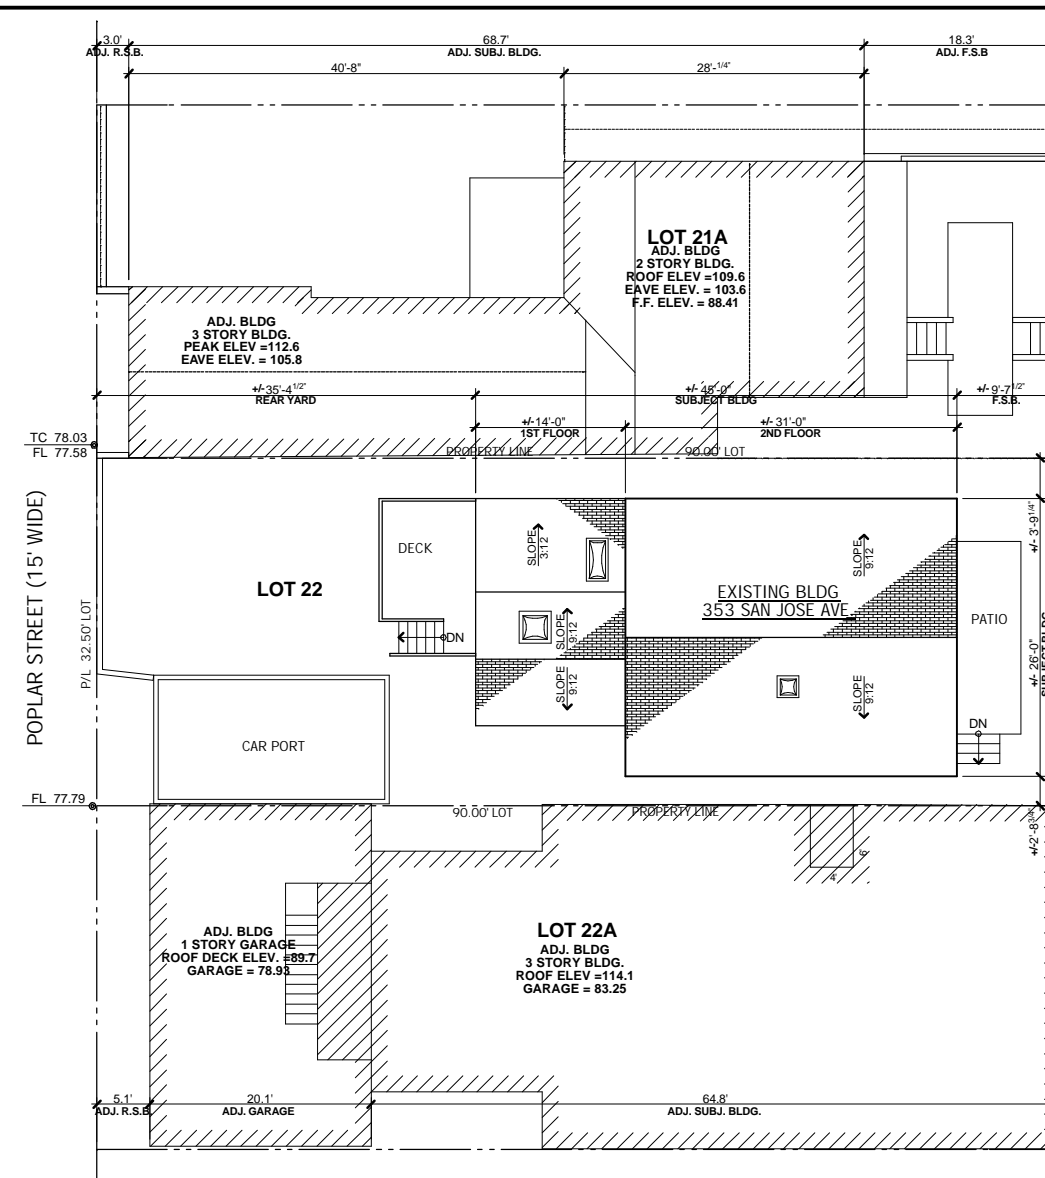 3.0'
ADJ. R.S.B.
68.7'
ADJ. SUBJ. BLDG.
18.3'
ADJ. F.S.B
40'-8"
28'-1/4"
LOT 21A
ADJ. BLDG
2 STORY BLDG.
ROOF ELEV =109.6
EAVE ELEV. = 103.6
F.F. ELEV. = 88.41
ADJ. BLDG
3 STORY BLDG.
PEAK ELEV =112.6
EAVE ELEV. = 105.8
+/- 35'-4 1/2"
REAR YARD
+/- 45'-0"
SUBJECT BLDG
+/- 9'-7 1/2"
F.S.B.
+/-14'-0"
1ST FLOOR
+/- 31'-0"
2ND FLOOR
TC 78.03
FL 77.58
PROPERTY LINE
90.00' LOT
POPLAR STREET (15' WIDE)
P/L 32.50' LOT
DECK
LOT 22
DN
SLOPE
3:12
SLOPE
9:12
SLOPE
9:12
EXISTING BLDG
353 SAN JOSE AVE
SLOPE
9:12
SLOPE
9:12
PATIO
DN
+/- 3'-9 1/4"
+/- 26'-0"
SUBJECT BLDG
+/-2'-8 3/4"
CAR PORT
FL 77.79
90.00' LOT
PROPERTY LINE
6'
4'
ADJ. BLDG
1 STORY GARAGE
ROOF DECK ELEV. =89.7
GARAGE = 78.93
LOT 22A
ADJ. BLDG
3 STORY BLDG.
ROOF ELEV =114.1
GARAGE = 83.25
5.1'
ADJ. R.S.B
20.1'
ADJ. GARAGE
64.8'
ADJ. SUBJ. BLDG.